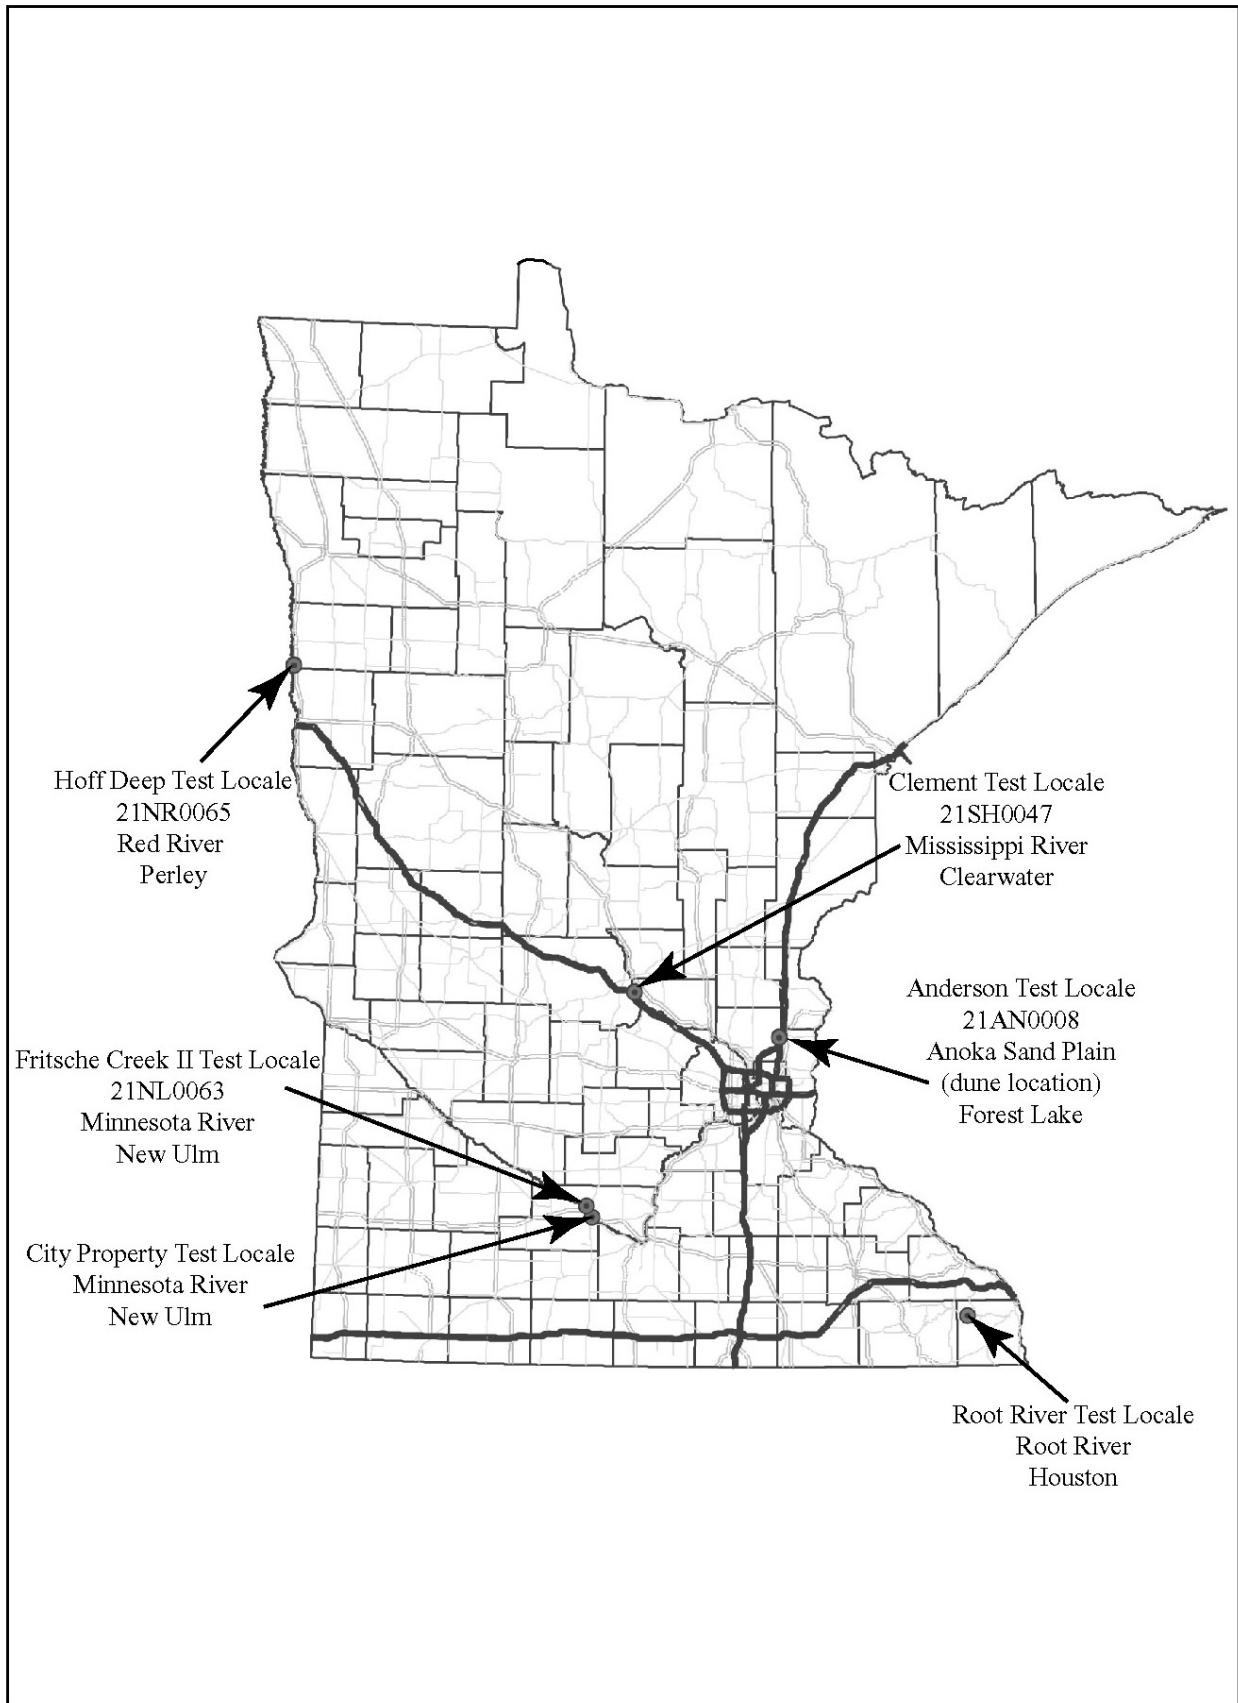 Hoff Deep Test Locale
21NR0065
Red River
Perley
Clement Test Locale
21SH0047
Mississippi River
Clearwater
Anderson Test Locale
21AN0008
Anoka Sand Plain
(dune location)
Forest Lake
Fritsche Creek II Test Locale
21NL0063
Minnesota River
New Ulm
City Property Test Locale
Minnesota River
New Ulm
Root River Test Locale
Root River
Houston